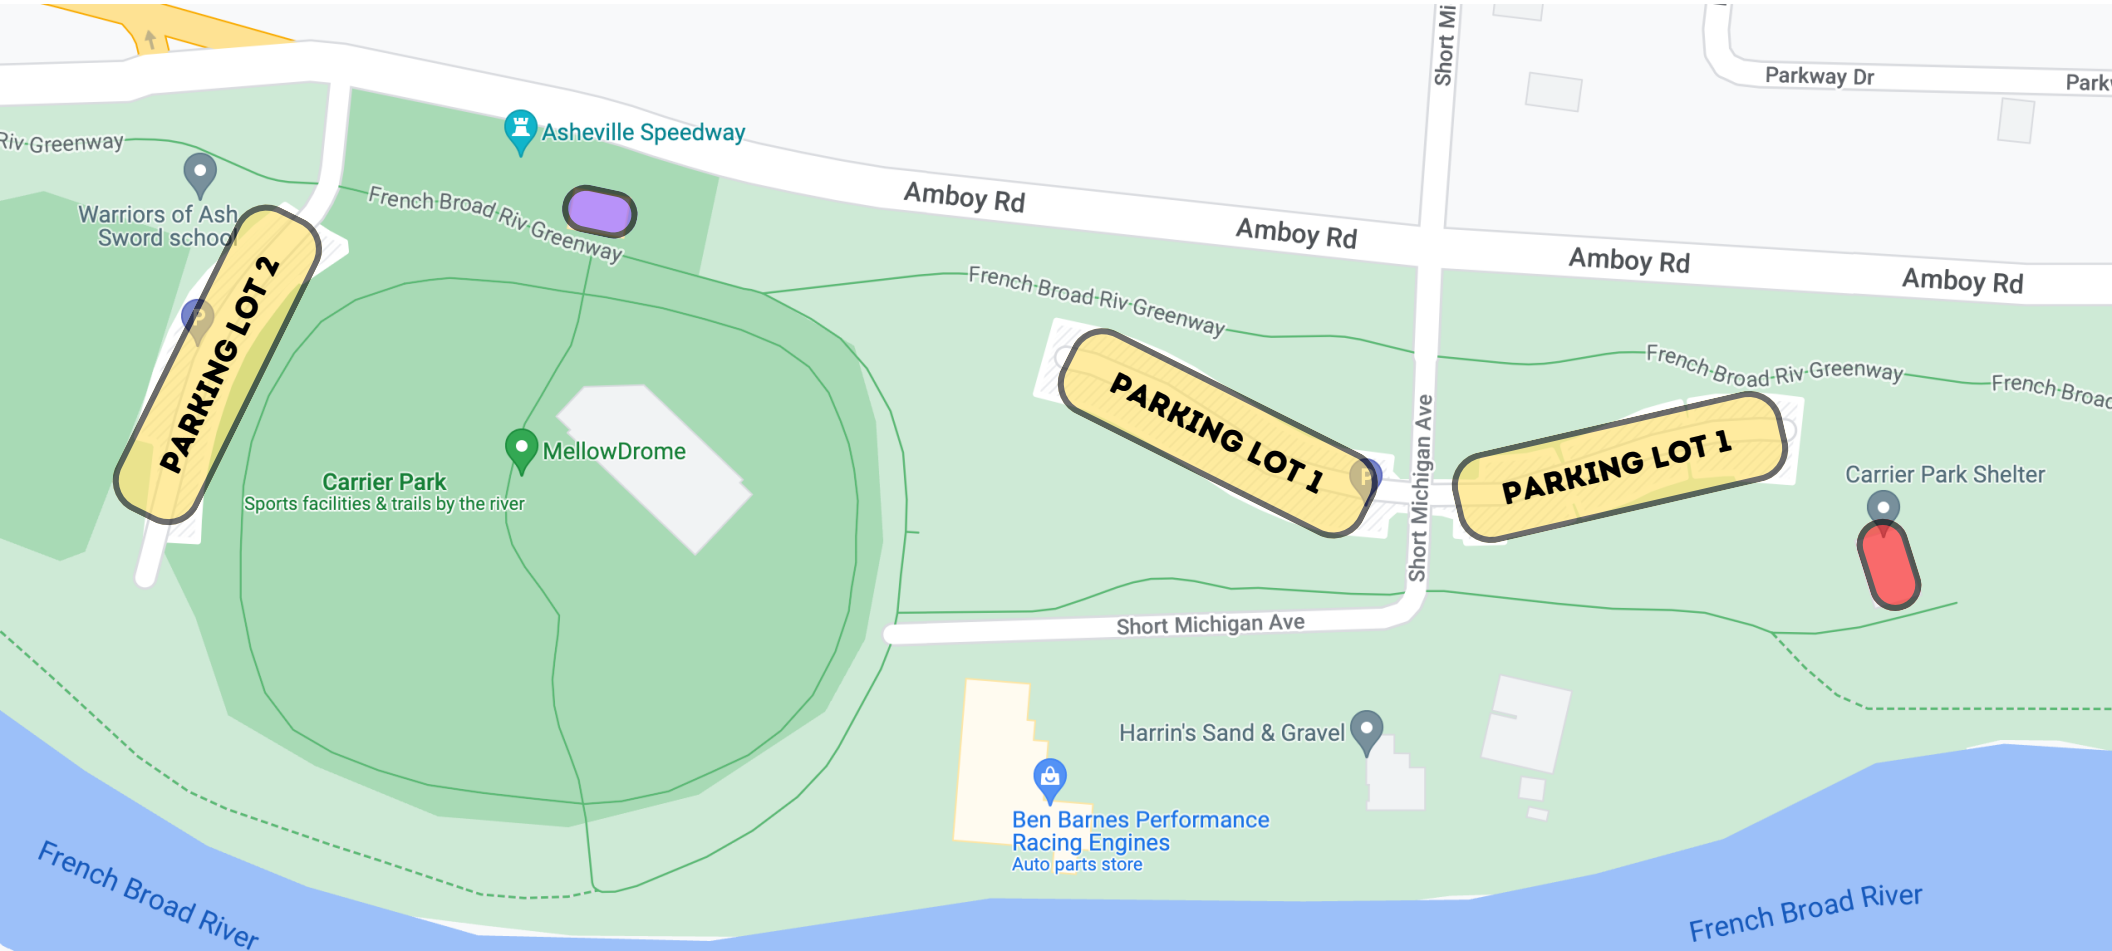 Short Mi
Parkway Dr
Parkw
Riv Greenway
Asheville Speedway
Warriors of Ash
Sword school
French Broad Riv Greenway
Amboy Rd
Amboy Rd
Amboy Rd
Amboy Rd
French Broad Riv Greenway
French Broad Riv Greenway
French Broad
PARKING LOT 2
P
PARKING LOT 1
P
PARKING LOT 1
Short Michigan Ave
MellowDrome
Carrier Park
Sports facilities & trails by the river
Carrier Park Shelter
Short Michigan Ave
Harrin's Sand & Gravel
Ben Barnes Performance
Racing Engines
Auto parts store
French Broad River
French Broad River